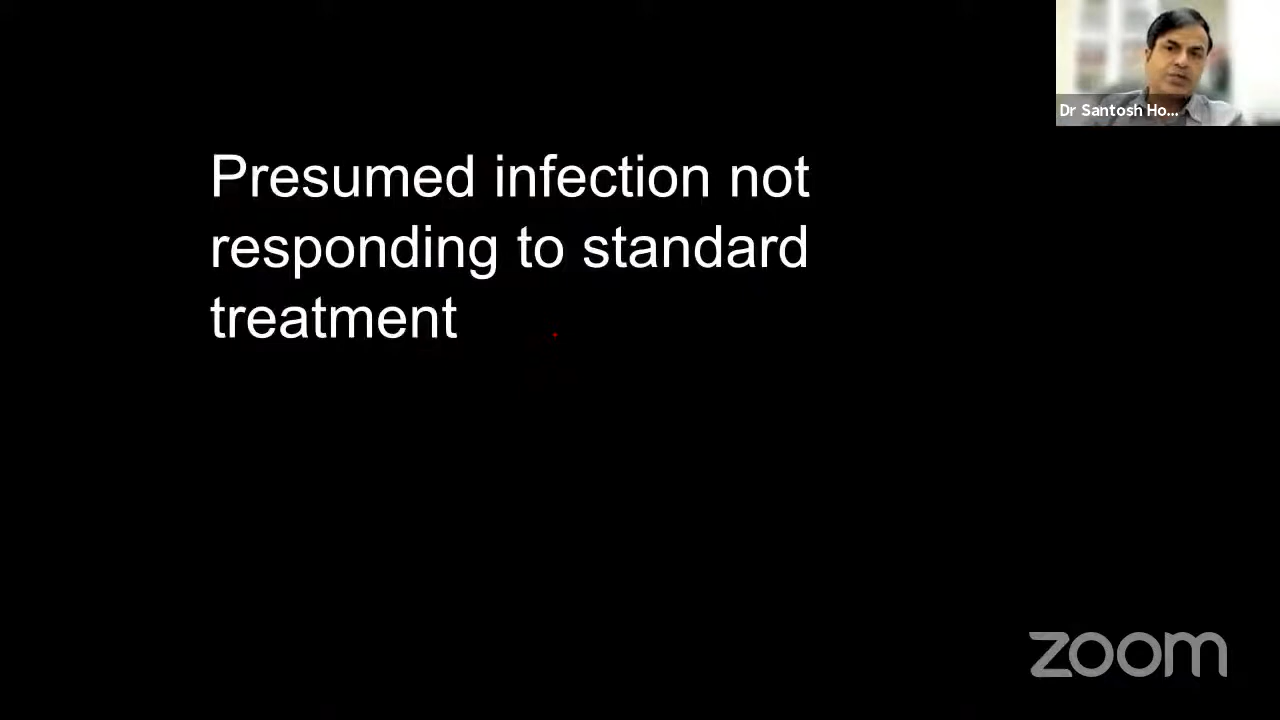 Dr Santosh Ho...
Presumed infection not
responding to standard
treatment
zoom